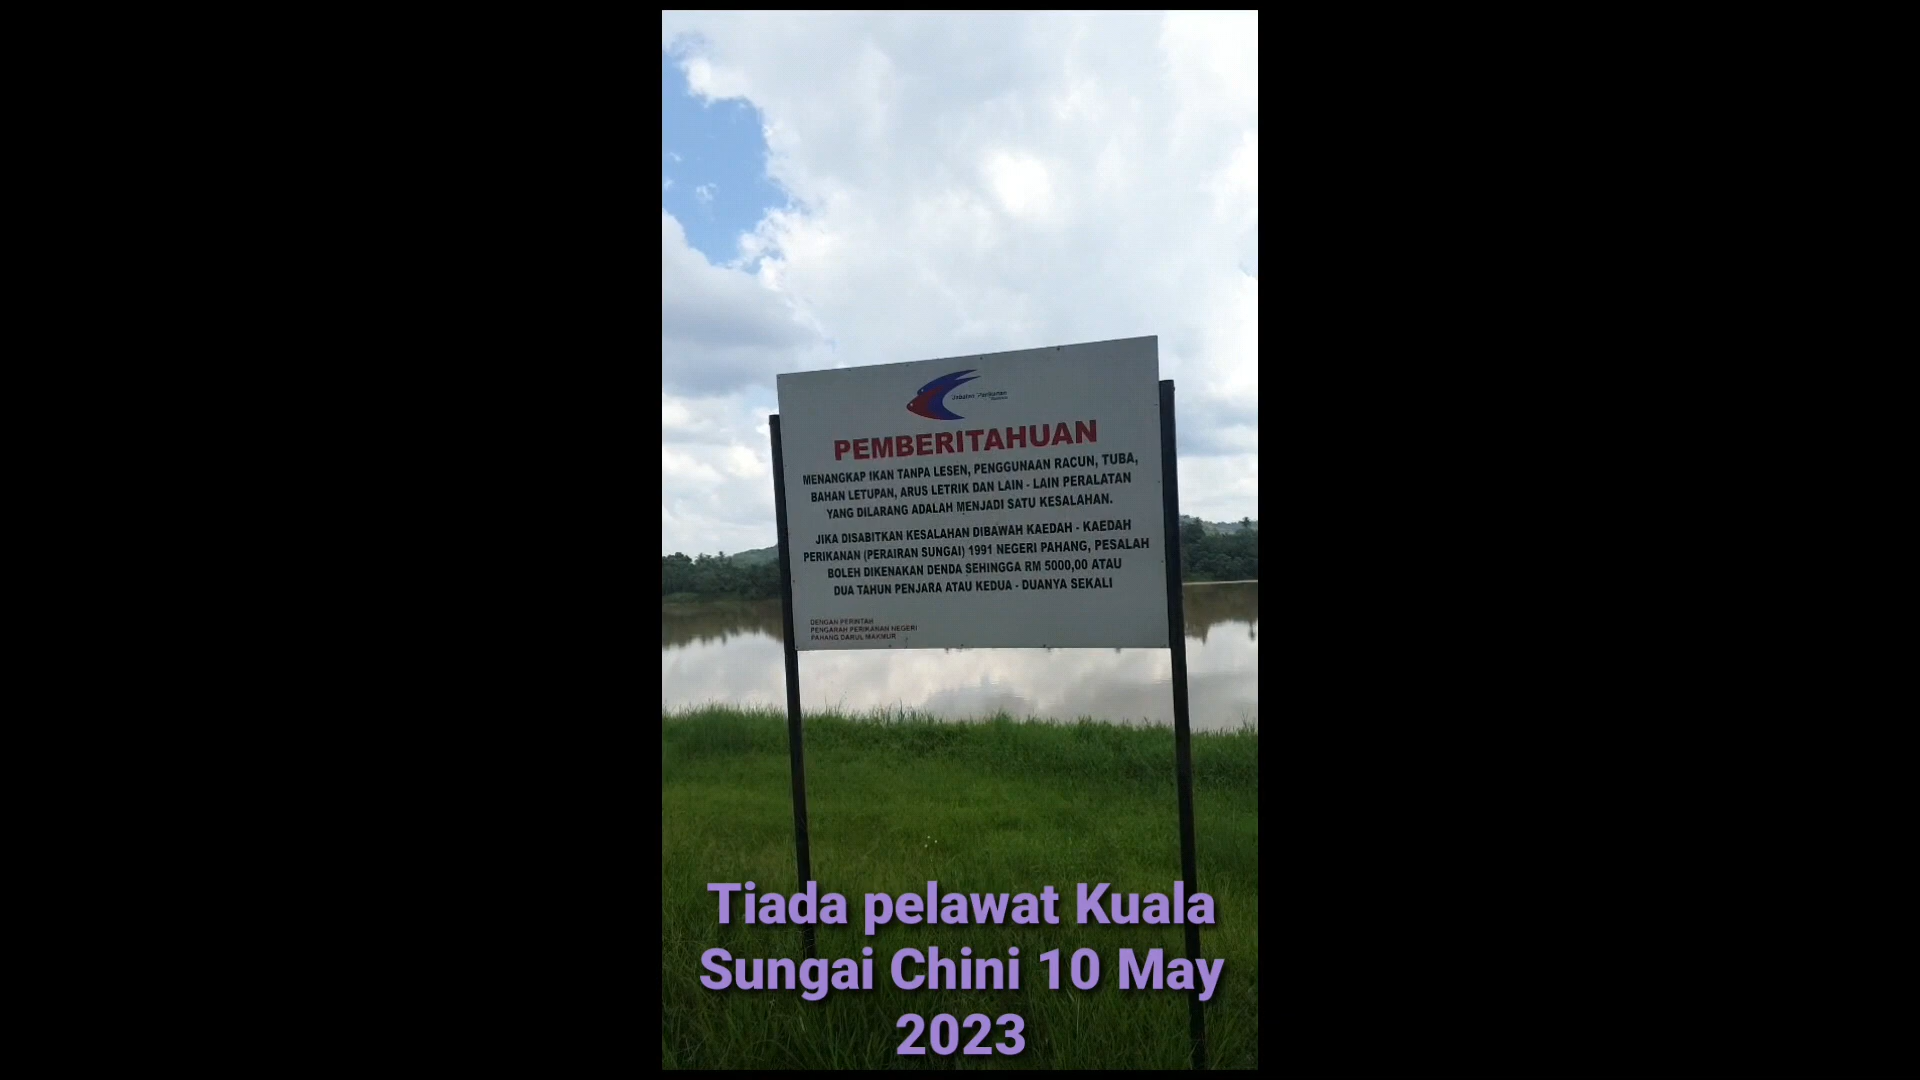 Jabatan Perikanan
PEMBERITAHUAN
MENANGKAP IKAN TANPA LESEN, PENGGUNAAN RACUN, TUBA,
BAHAN LETUPAN, ARUS LETRIK DAN LAIN - LAIN PERALATAN
YANG DILARANG ADALAH MENJADI SATU KESALAHAN.
JIKA DISABITKAN KESALAHAN DIBAWAH KAEDAH - KAEDAH
PERIKANAN (PERAIRAN SUNGAI) 1991 NEGERI PAHANG, PESALAH
BOLEH DIKENAKAN DENDA SEHINGGA RM 5000,00 ATAU
DUA TAHUN PENJARA ATAU KEDUA - DUANYA SEKALI
DENGAN PERINTAH
PENGARAH PERIKANAN NEGERI
PAHANG DARUL MAKMUR
Tiada pelawat Kuala
Sungai Chini 10 May
2023